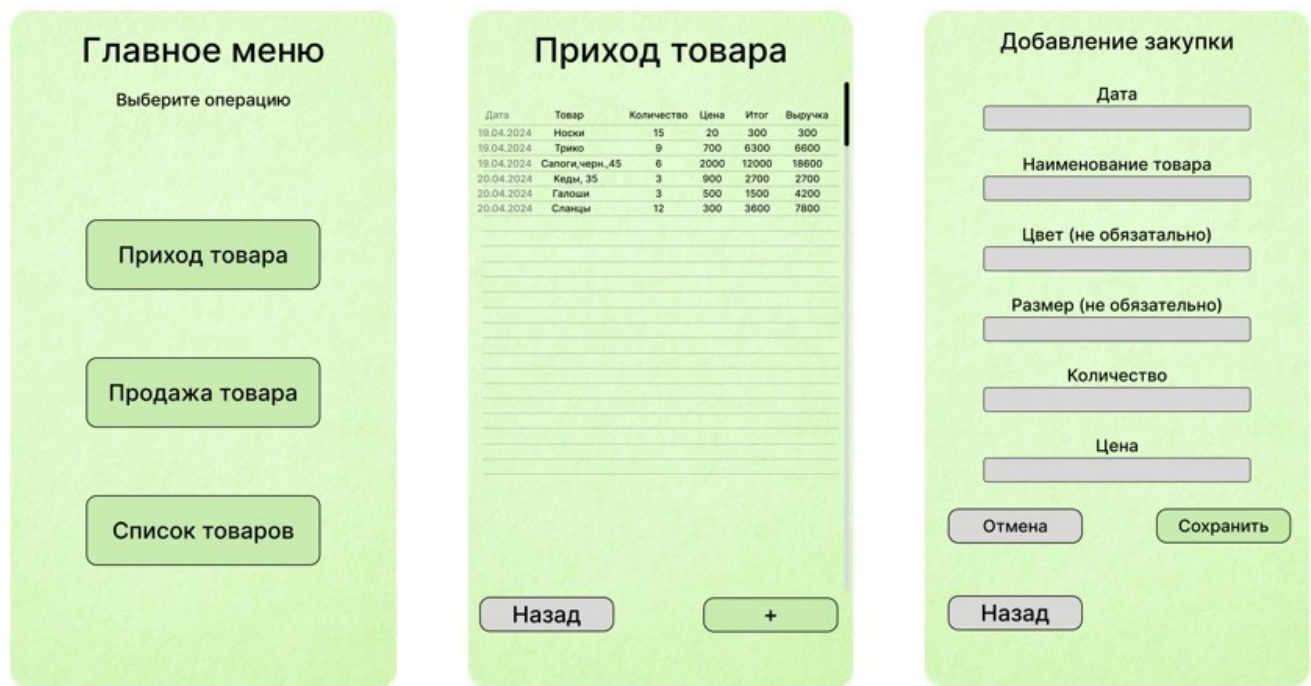 Главное меню
Выберите операцию
Приход товара
Продажа товара
Список товаров
Приход товара
Дата Товар Количество Цена Итог Выручка
19.04.2024 Носки 15 20 300 300
19.04.2024 Трико 9 700 6300 6600
19.04.2024 Сапоги,черн.,45 6 2000 12000 18600
20.04.2024 Кеды, 35 3 900 2700 2700
20.04.2024 Галоши 3 500 1500 4200
20.04.2024 Сланцы 12 300 3600 7800
Назад +
Добавление закупки
Дата
Наименование товара
Цвет (не обязатально)
Размер (не обязательно)
Количество
Цена
Отмена Сохранить
Назад